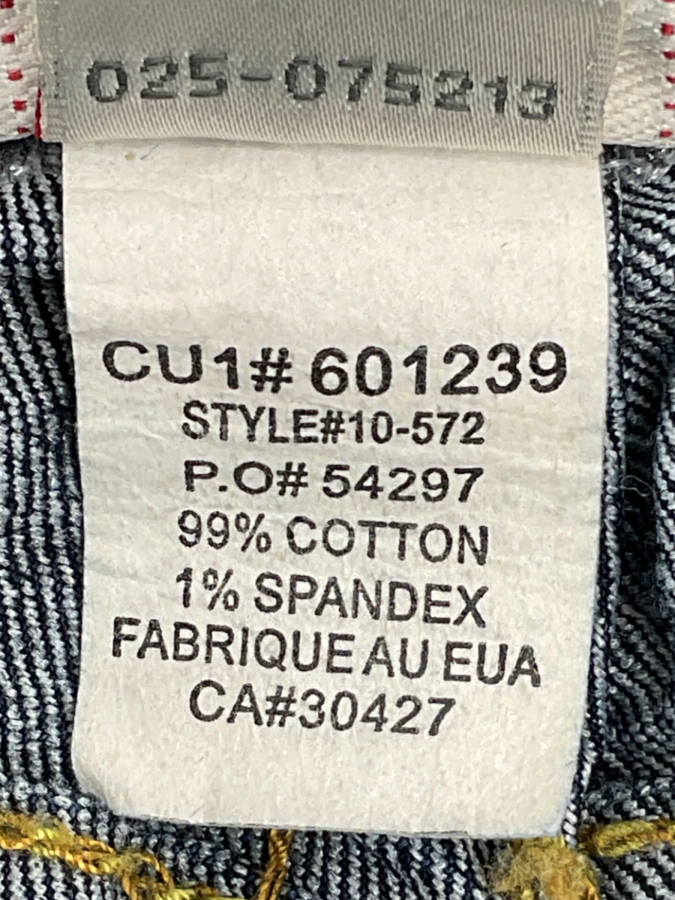 025-075213
CU1# 601239
STYLE#10-572
P.O# 54297
99% COTTON
1% SPANDEX
FABRIQUE AU EUA
CA#30427